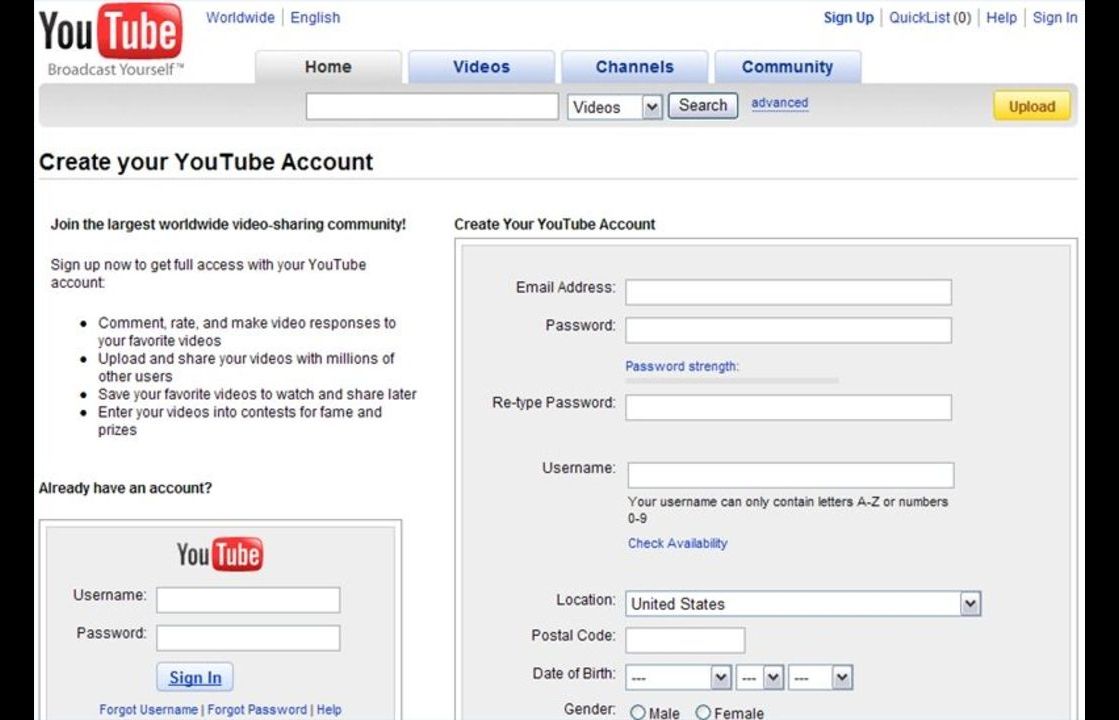 YouTube
Broadcast Yourself™
Worldwide | English
Sign Up | QuickList (0) | Help | Sign In
Home Videos Channels Community
Videos Search advanced Upload
Create your YouTube Account
Join the largest worldwide video-sharing community!
Sign up now to get full access with your YouTube
account:
• Comment, rate, and make video responses to
your favorite videos
• Upload and share your videos with millions of
other users
• Save your favorite videos to watch and share later
• Enter your videos into contests for fame and
prizes
Already have an account?
YouTube
Username:
Password:
Sign In
Forgot Username | Forgot Password | Help
Create Your YouTube Account
Email Address:
Password:
Password strength:
Re-type Password:
Username:
Your username can only contain letters A-Z or numbers
0-9
Check Availability
Location: United States
Postal Code:
Date of Birth: --- --- ---
Gender: Male Female